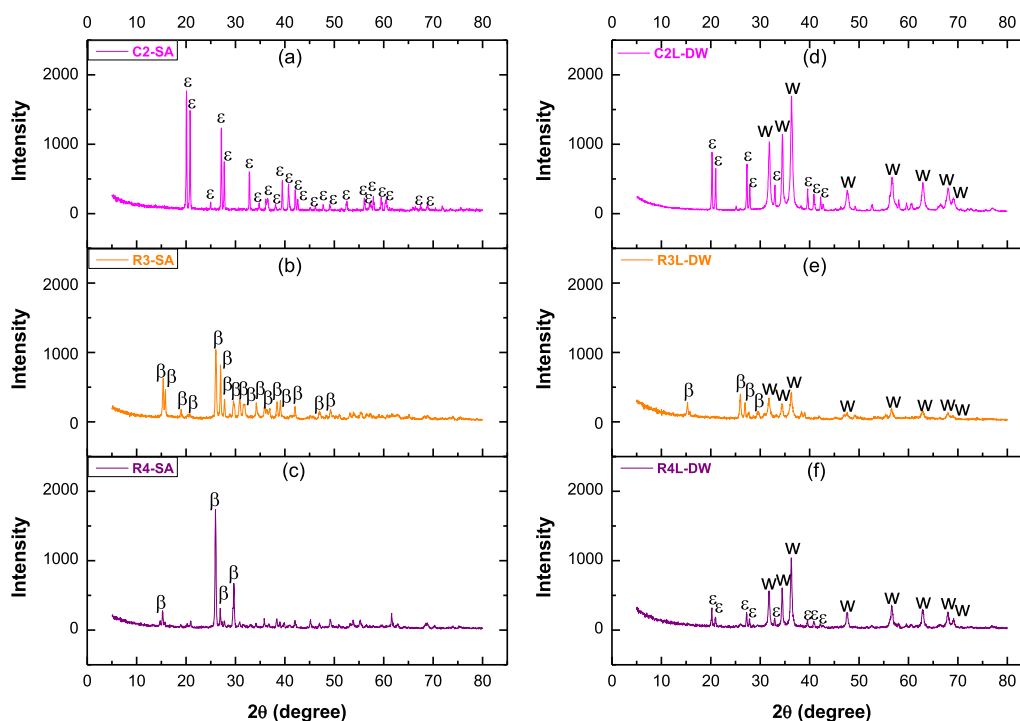 0 10 20 30 40 50 60 70 80
0 10 20 30 40 50 60 70 80
C2-SA
(a)
C2L-DW
(d)
Intensity
2000
1000
0
ε ε ε ε ε ε ε ε ε ε ε ε ε ε ε ε ε ε ε ε ε ε ε ε
Intensity
2000
1000
0
ε ε ε ε W ε W W ε ε ε W W W W W
R3-SA
(b)
R3L-DW
(e)
Intensity
2000
1000
0
β β β β β β β β β β β β β β β β β
Intensity
2000
1000
0
β β β β W W W W W W W W
R4-SA
(c)
R4L-DW
(f)
Intensity
2000
1000
0
β β β β
Intensity
2000
1000
0
ε ε ε ε W ε W W ε ε ε W W W W W
0 10 20 30 40 50 60 70 80
0 10 20 30 40 50 60 70 80
2θ (degree)
2θ (degree)